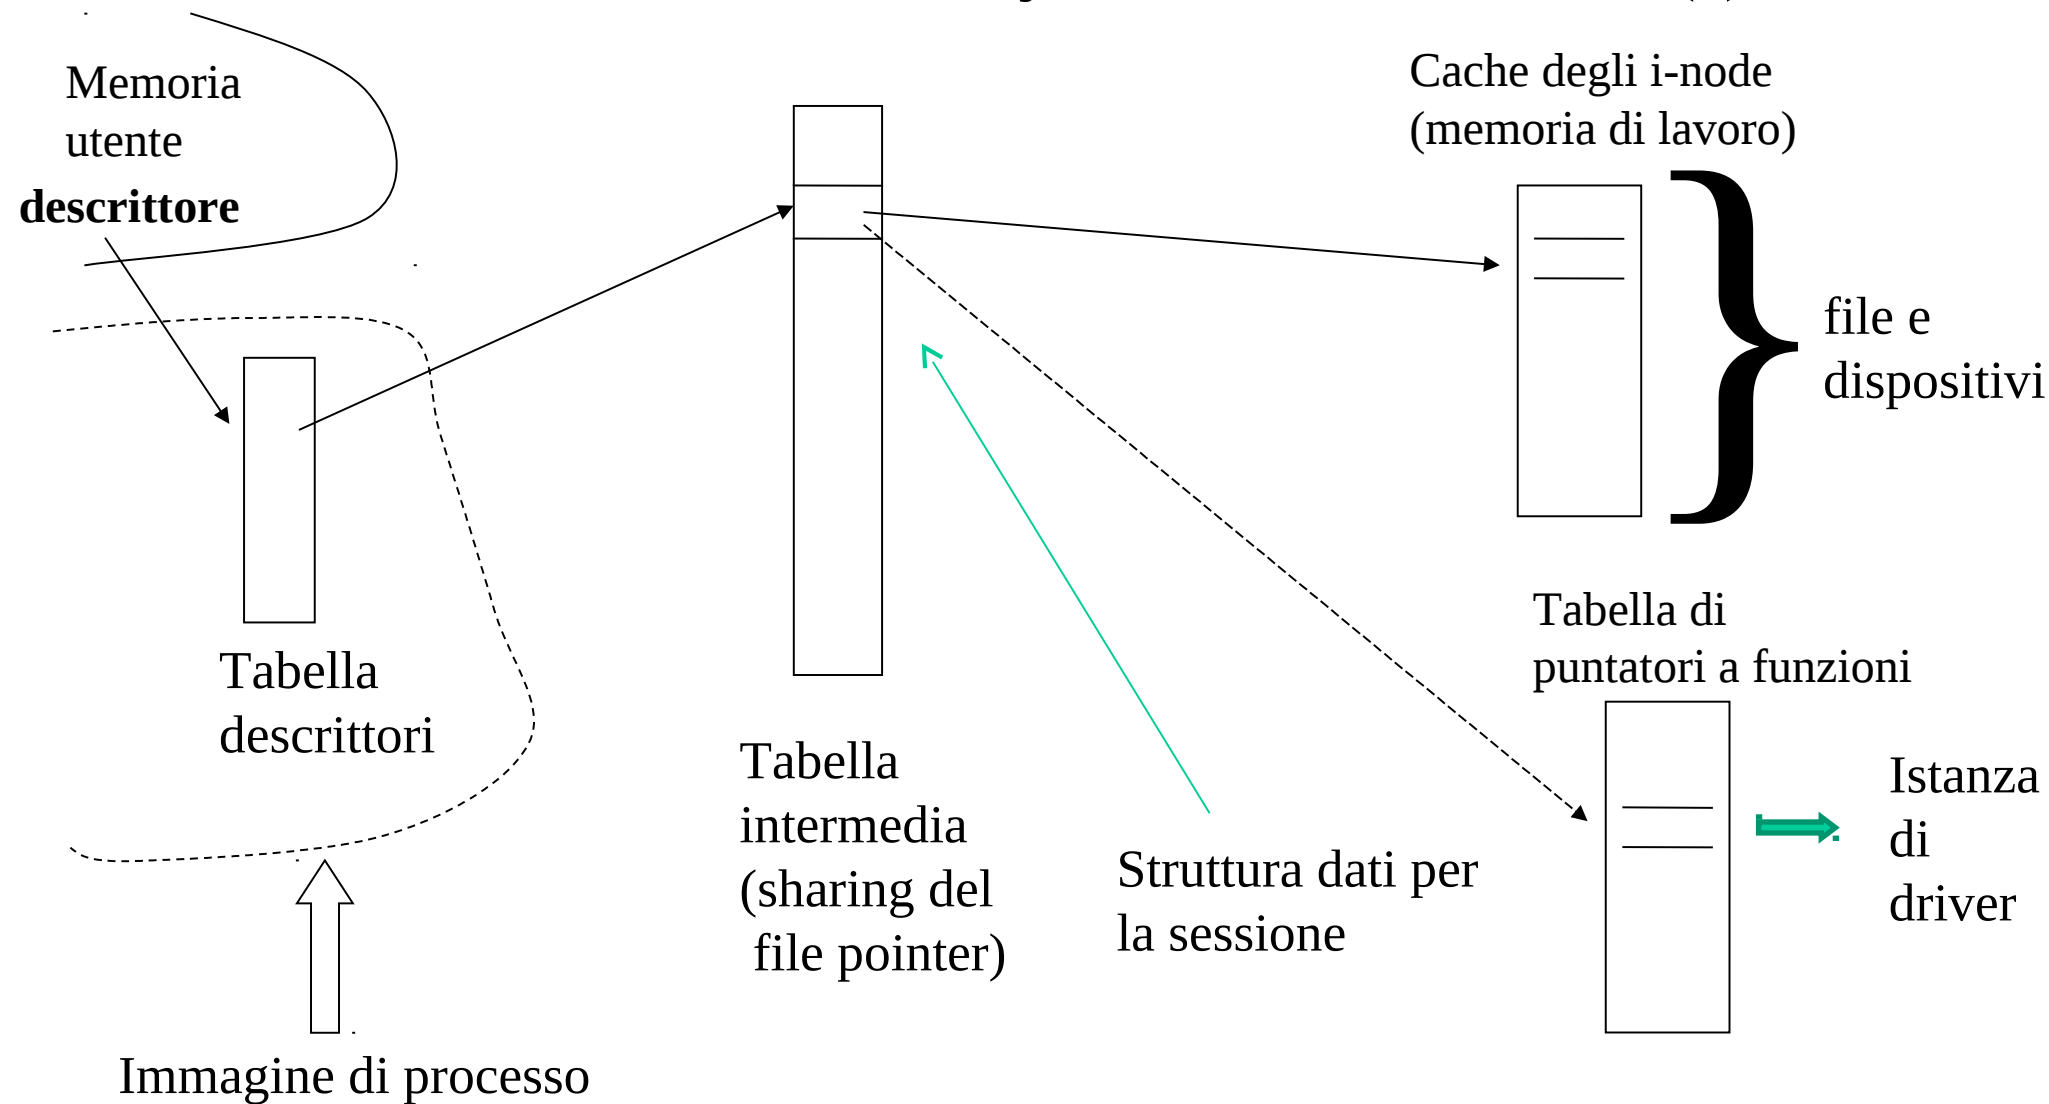 Memoria
utente
descrittore
Tabella
descrittori
Immagine di processo
Tabella
intermedia
(sharing del
file pointer)
Struttura dati per
la sessione
Cache degli i-node
(memoria di lavoro)
file e
dispositivi
Tabella di
puntatori a funzioni
Istanza
di
driver